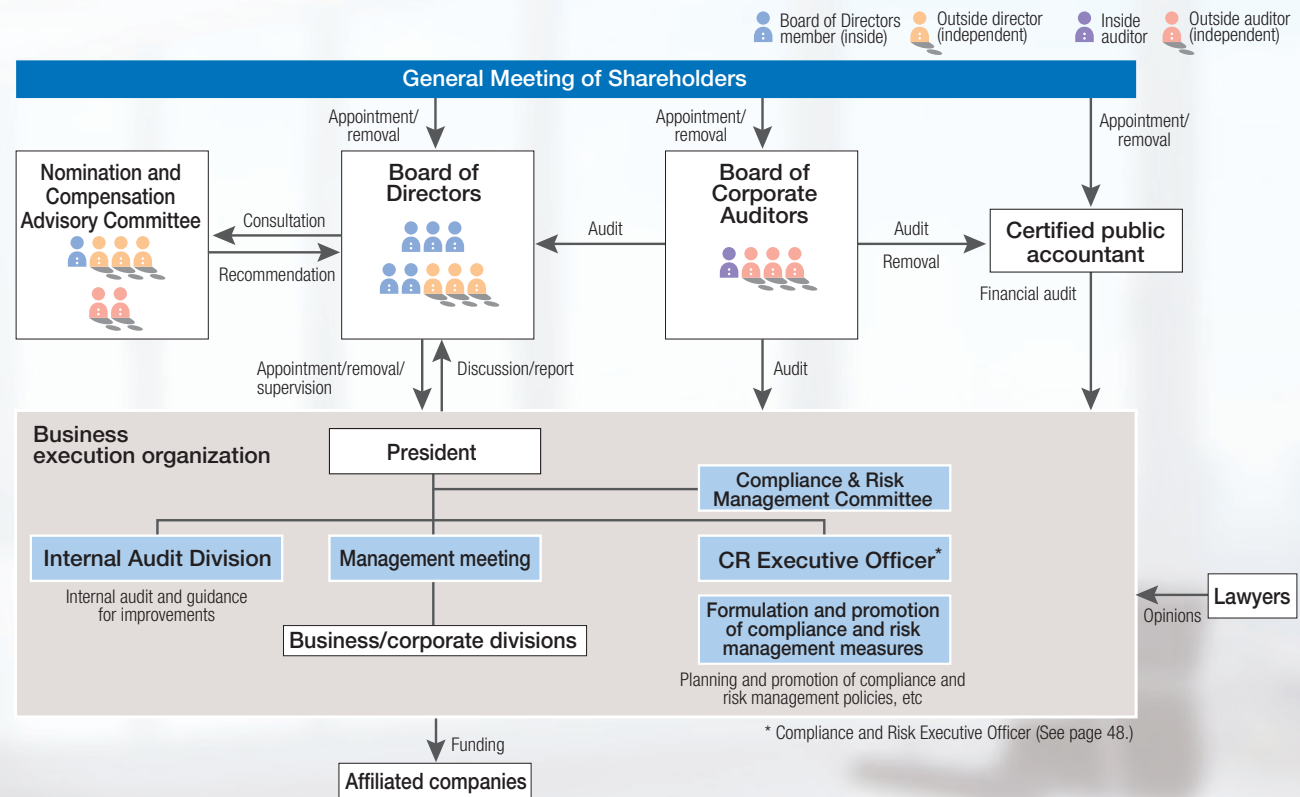 Board of Directors
member (inside)
Outside director
(independent)
Inside
auditor
Outside auditor
(independent)
General Meeting of Shareholders
Appointment/
removal
Appointment/
removal
Appointment/
removal
Nomination and
Compensation
Advisory Committee
Consultation
Recommendation
Board of
Directors
Audit
Board of
Corporate
Auditors
Audit
Removal
Certified public
accountant
Financial audit
Appointment/removal/
supervision
Discussion/report
Audit
Business
execution organization
President
Compliance & Risk
Management Committee
Internal Audit Division
Internal audit and guidance
for improvements
Management meeting
Business/corporate divisions
CR Executive Officer*
Formulation and promotion
of compliance and risk
management measures
Planning and promotion of compliance and
risk management policies, etc
Lawyers
Opinions
* Compliance and Risk Executive Officer (See page 48.)
Funding
Affiliated companies